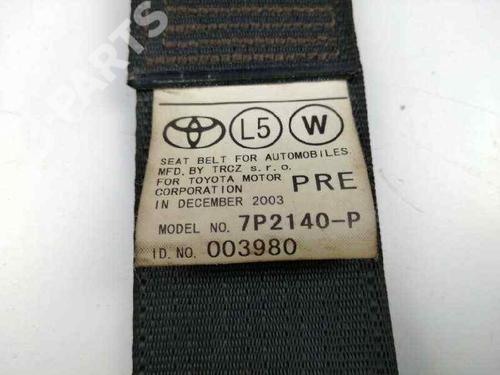 L5 W
SEAT BELT FOR AUTOMOBILES
MFD. BY TRCZ s.r.o.
FOR TOYOTA MOTOR
CORPORATION PRE
IN DECEMBER 2003
MODEL NO. 7P2140-P
ID.NO. 003980